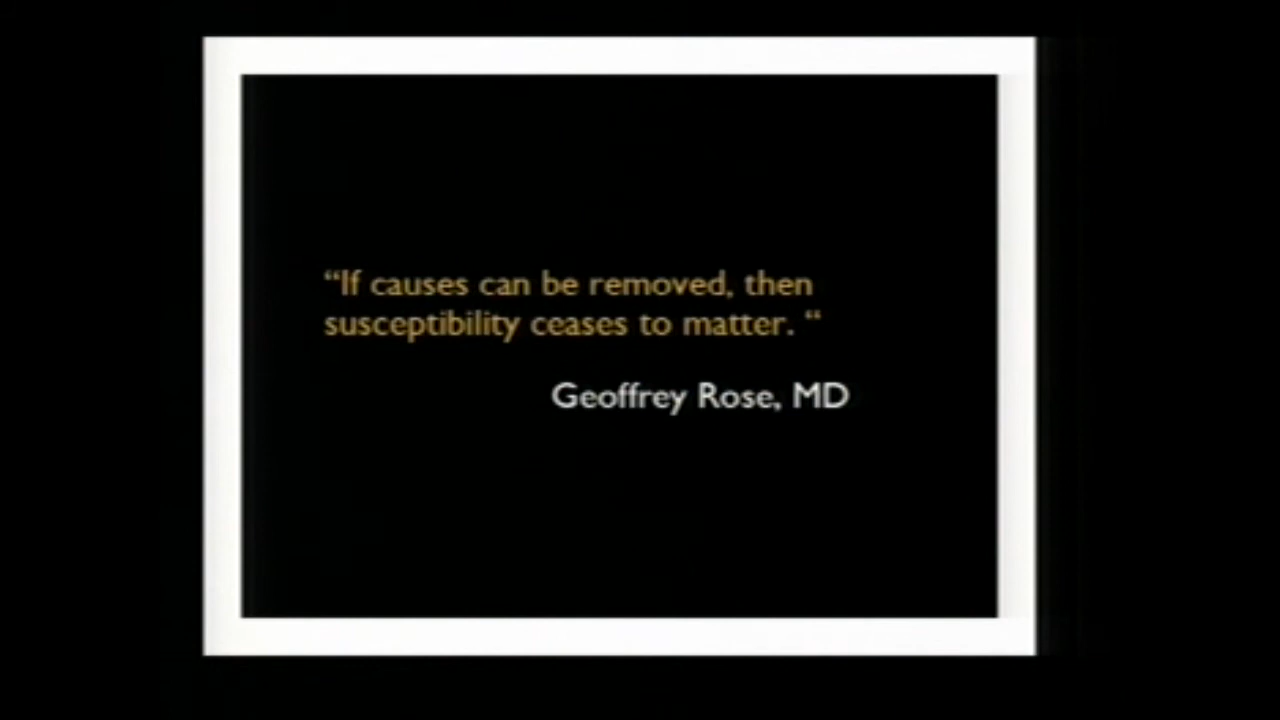 “If causes can be removed, then
susceptibility ceases to matter. “
Geoffrey Rose, MD